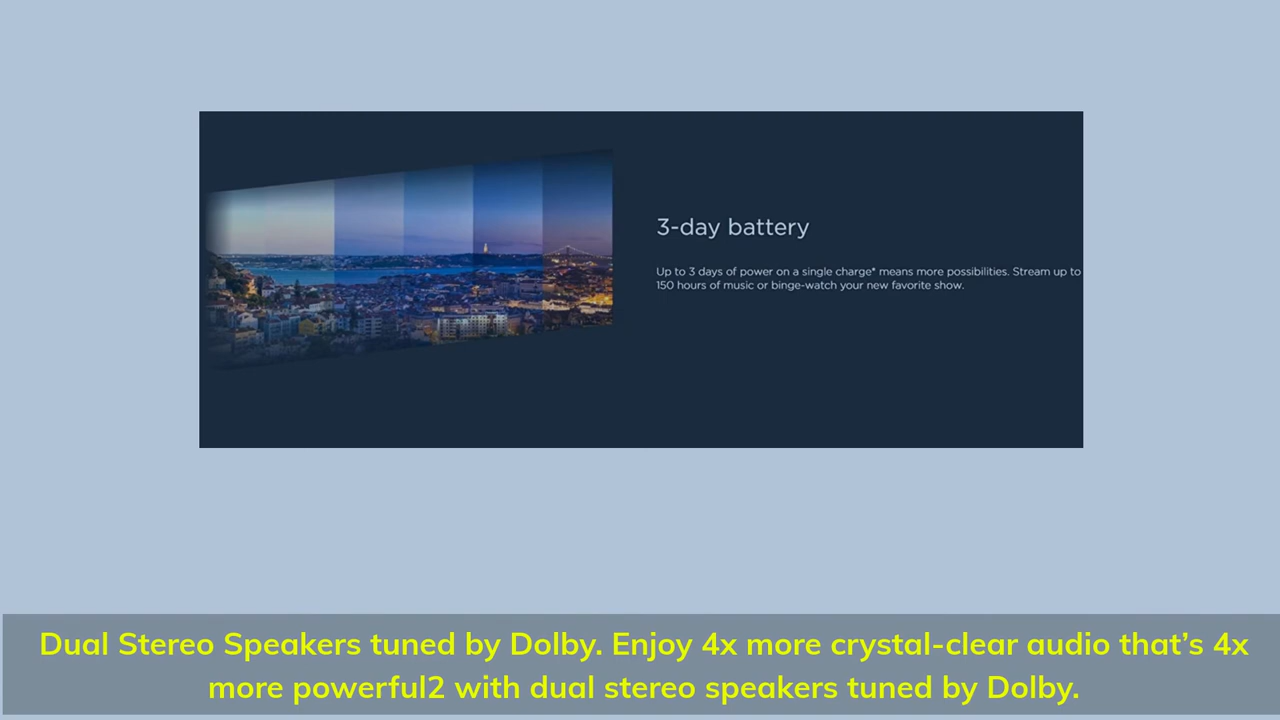 3-day battery
Up to 3 days of power on a single charge* means more possibilities. Stream up to
150 hours of music or binge-watch your new favorite show.
Dual Stereo Speakers tuned by Dolby. Enjoy 4x more crystal-clear audio that’s 4x
more powerful2 with dual stereo speakers tuned by Dolby.